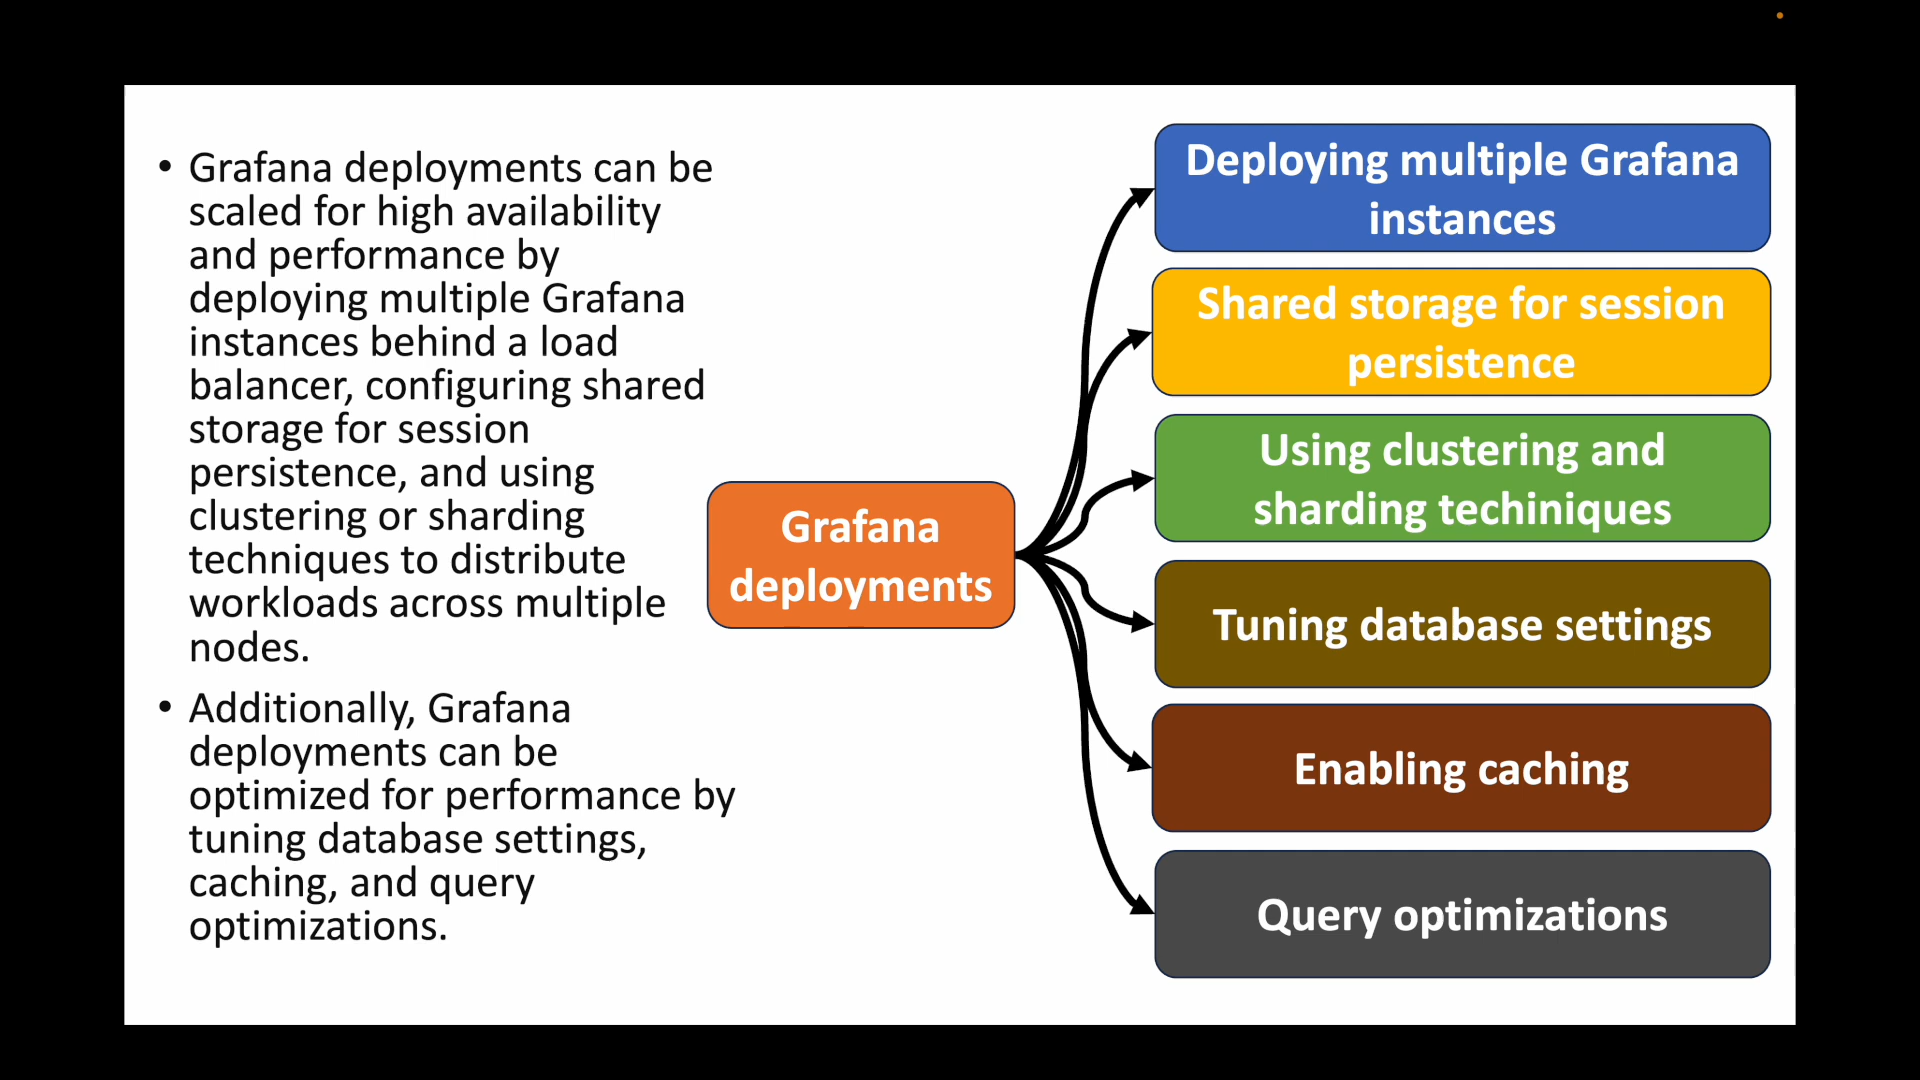 • Grafana deployments can be
scaled for high availability
and performance by
deploying multiple Grafana
instances behind a load
balancer, configuring shared
storage for session
persistence, and using
clustering or sharding
techniques to distribute
workloads across multiple
nodes.
• Additionally, Grafana
deployments can be
optimized for performance by
tuning database settings,
caching, and query
optimizations.
Grafana
deployments
Deploying multiple Grafana
instances
Shared storage for session
persistence
Using clustering and
sharding techiniques
Tuning database settings
Enabling caching
Query optimizations